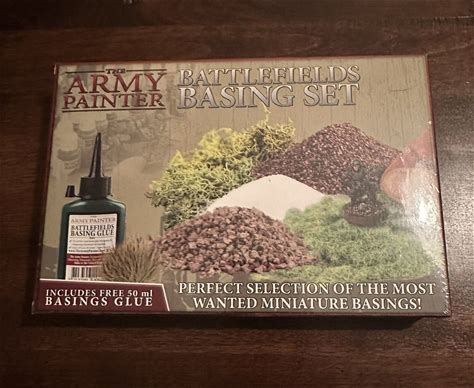 THE
ARMY
PAINTER
BATTLEFIELDS
BASING SET
THE
ARMY PAINTER
BATTLEFIELDS
BASING GLUE
INCLUDES FREE 50 ml
BASINGS GLUE
PERFECT SELECTION OF THE MOST
WANTED MINIATURE BASINGS!